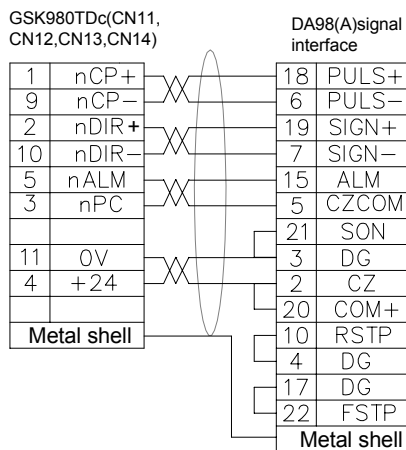 GSK980TDc(CN11,
CN12,CN13,CN14)
1 nCP+
9 nCP−
2 nDIR+
10 nDIR−
5 nALM
3 nPC
11 0V
4 +24
Metal shell
DA98(A)signal
interface
18 PULS+
6 PULS−
19 SIGN+
7 SIGN−
15 ALM
5 CZCOM
21 SON
3 DG
2 CZ
20 COM+
10 RSTP
4 DG
17 DG
22 FSTP
Metal shell